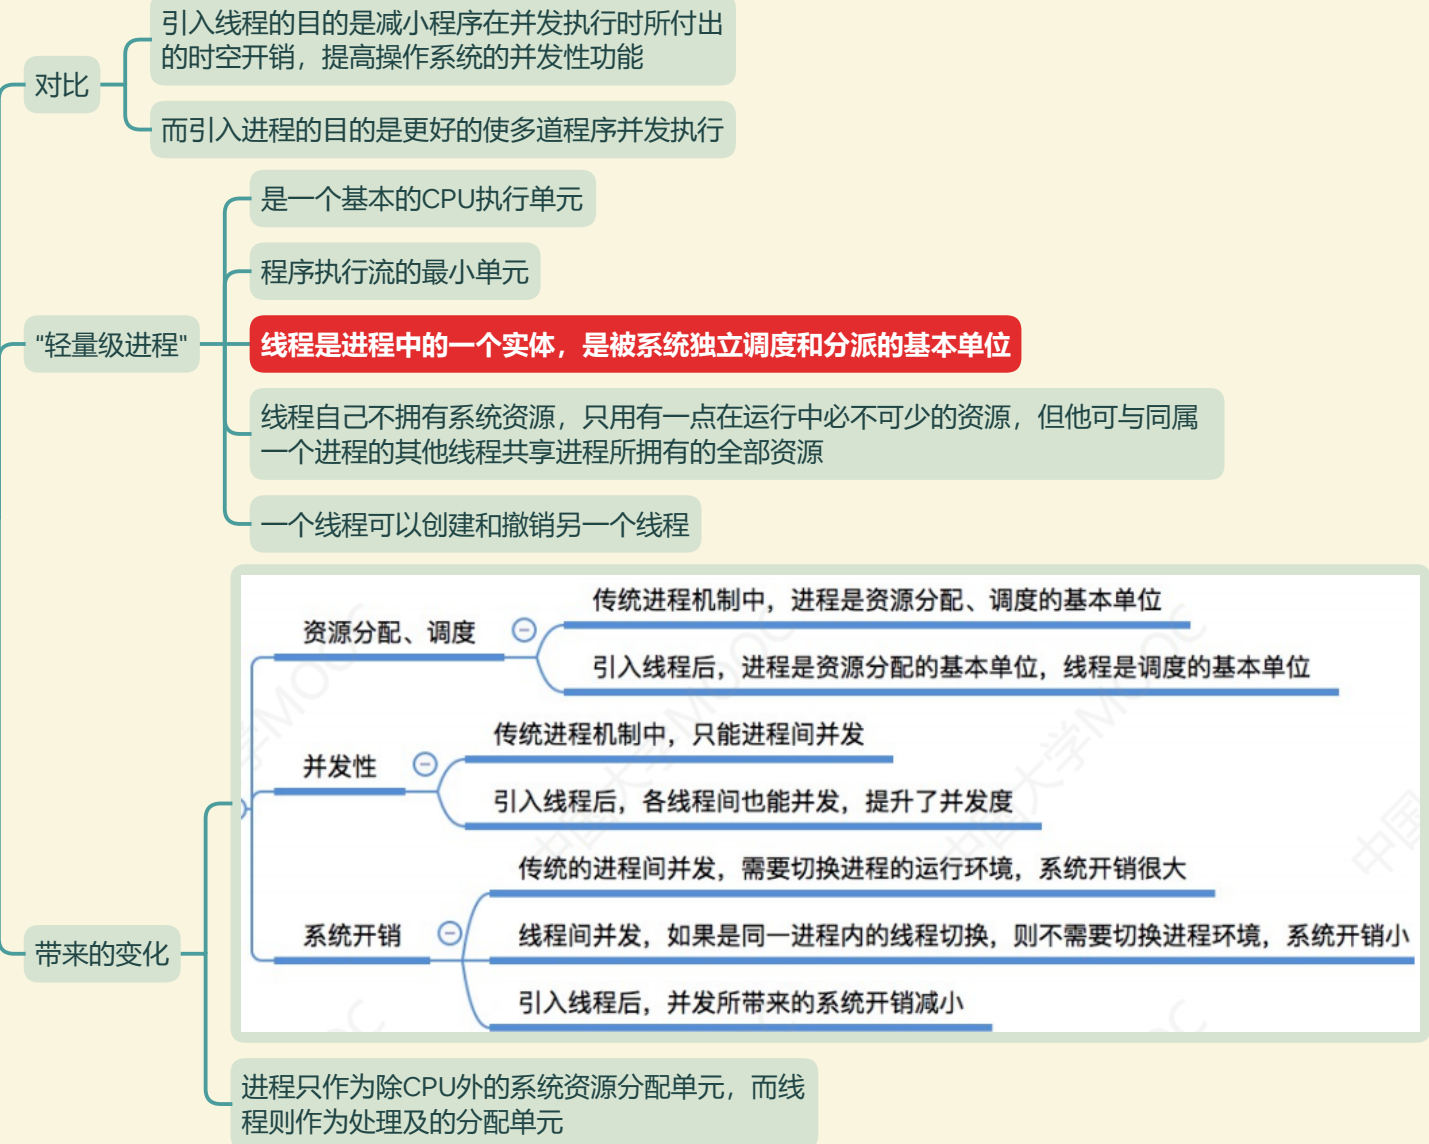 引入线程的目的是减小程序在并发执行时所付出
的时空开销，提高操作系统的并发性功能
对比
而引入进程的目的是更好的使多道程序并发执行
是一个基本的CPU执行单元
程序执行流的最小单元
“轻量级进程"
线程是进程中的一个实体，是被系统独立调度和分派的基本单位
线程自己不拥有系统资源，只用有一点在运行中必不可少的资源，但他可与同属
一个进程的其他线程共享进程所拥有的全部资源
一个线程可以创建和撤销另一个线程
带来的变化
资源分配、调度
传统进程机制中，进程是资源分配、调度的基本单位
引入线程后，进程是资源分配的基本单位，线程是调度的基本单位
并发性
传统进程机制中，只能进程间并发
引入线程后，各线程间也能并发，提升了并发度
系统开销
传统的进程间并发，需要切换进程的运行环境，系统开销很大
线程间并发，如果是同一进程内的线程切换，则不需要切换进程环境，系统开销小
引入线程后，并发所带来的系统开销减小
进程只作为除CPU外的系统资源分配单元，而线
程则作为处理及的分配单元
中国大学MOOC
中国大学MOOC